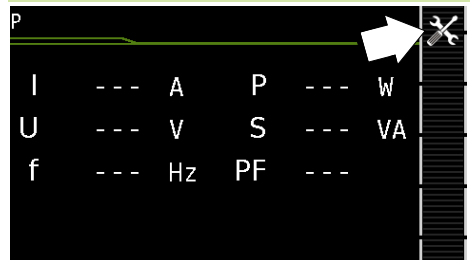 P
I --- A P --- W
U --- V S --- VA
f --- Hz PF ---